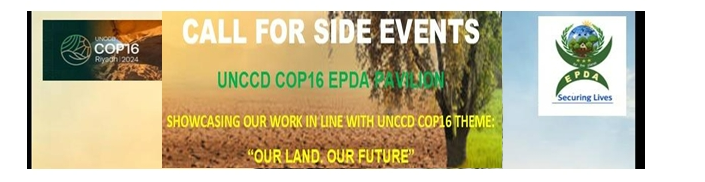 UNCCD
COP16
Riyadh 2024
CALL FOR SIDE EVENTS
UNCCD COP16 EPDA PAVILION
SHOWCASING OUR WORK IN LINE WITH UNCCD COP16 THEME:
“OUR LAND, OUR FUTURE”
EPDA
Securing Lives